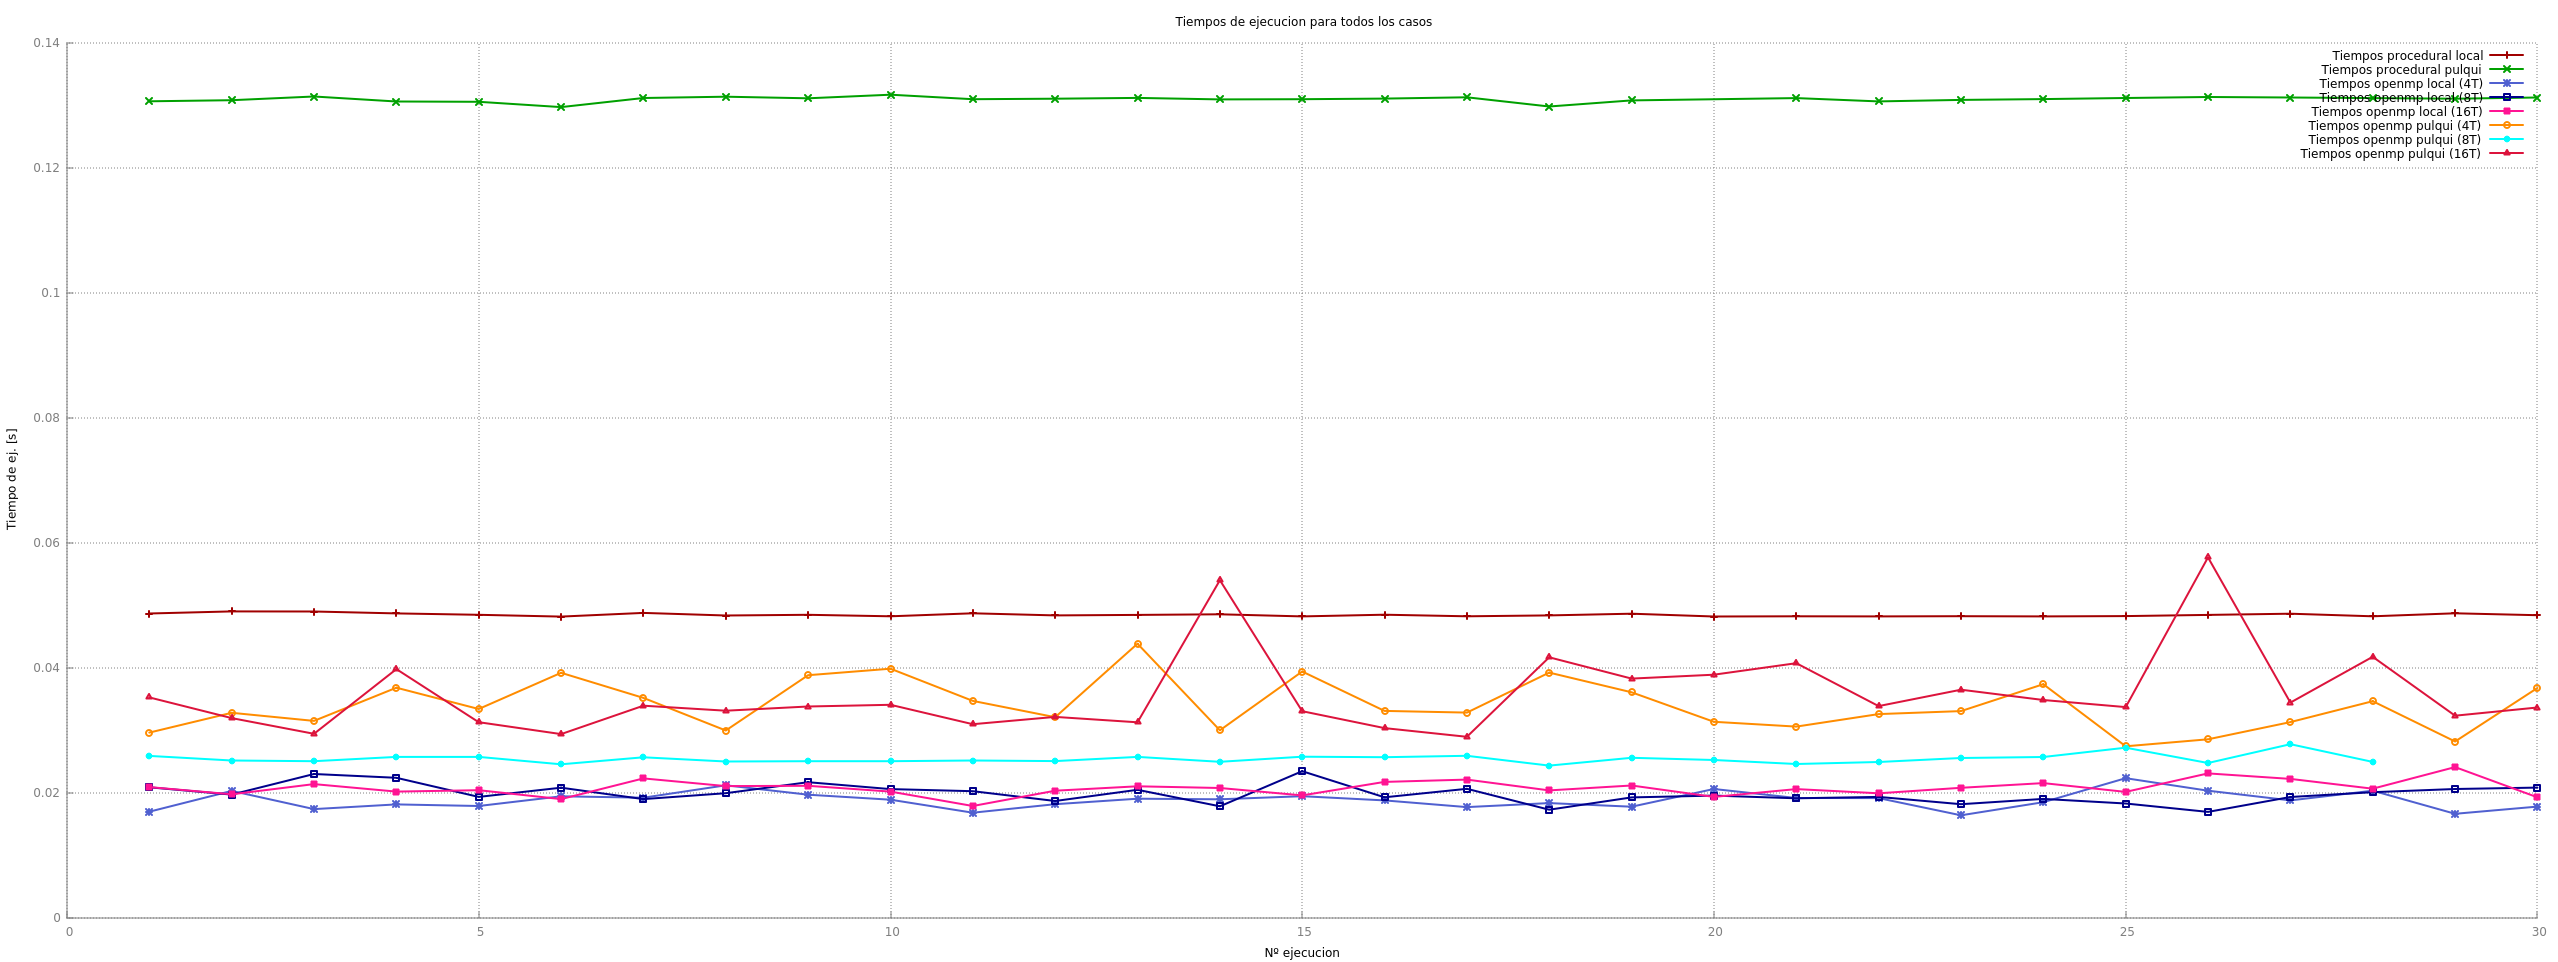 Tiempos de ejecucion para todos los casos
0.14
0.12
0.1
0.08
0.06
0.04
0.02
0
Tiempo de ej. [s]
Tiempos procedural local
Tiempos procedural pulqui
Tiempos openmp local (4T)
Tiempos openmp local (8T)
Tiempos openmp local (16T)
Tiempos openmp pulqui (4T)
Tiempos openmp pulqui (8T)
Tiempos openmp pulqui (16T)
0 5 10 15 20 25 30
Nº ejecucion